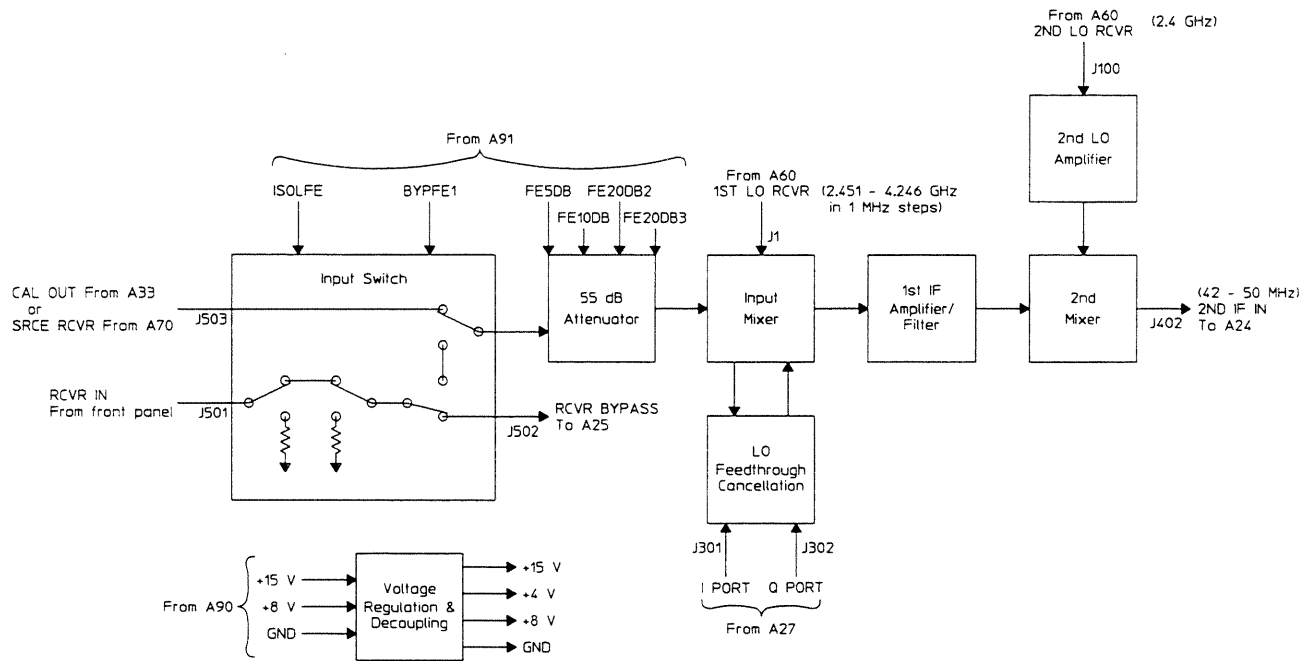 From A60
2ND LO RCVR
(2.4 GHz)
J100
2nd LO
Amplifier
From A91
ISOLFE
BYPFE1
FE5DB
FE20DB2
FE10DB
FE20DB3
From A60
1ST LO RCVR
(2.451 - 4.246 GHz
in 1 MHz steps)
J1
Input Switch
CAL OUT From A33
or
SRCE RCVR From A70
J503
55 dB
Attenuator
Input
Mixer
1st IF
Amplifier/
Filter
2nd
Mixer
(42 - 50 MHz)
2ND IF IN
To A24
J402
RCVR IN
From front panel
J501
J502
RCVR BYPASS
To A25
LO
Feedthrough
Cancellation
J301
J302
I PORT
Q PORT
From A27
From A90
+15 V
+8 V
GND
Voltage
Regulation &
Decoupling
+15 V
+4 V
+8 V
GND